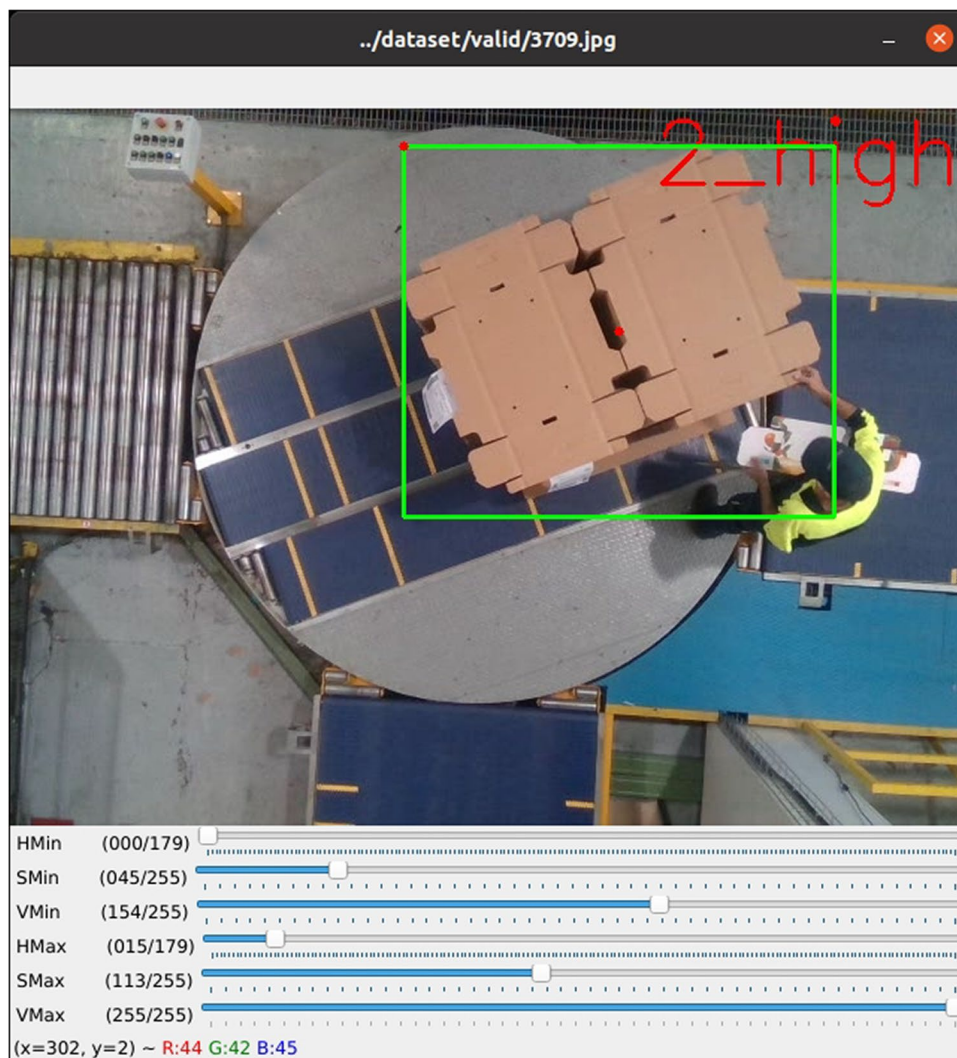 ../dataset/valid/3709.jpg
2_high
HMin (000/179)
SMin (045/255)
VMin (154/255)
HMax (015/179)
SMax (113/255)
VMax (255/255)
(x=302, y=2) ~ R:44 G:42 B:45